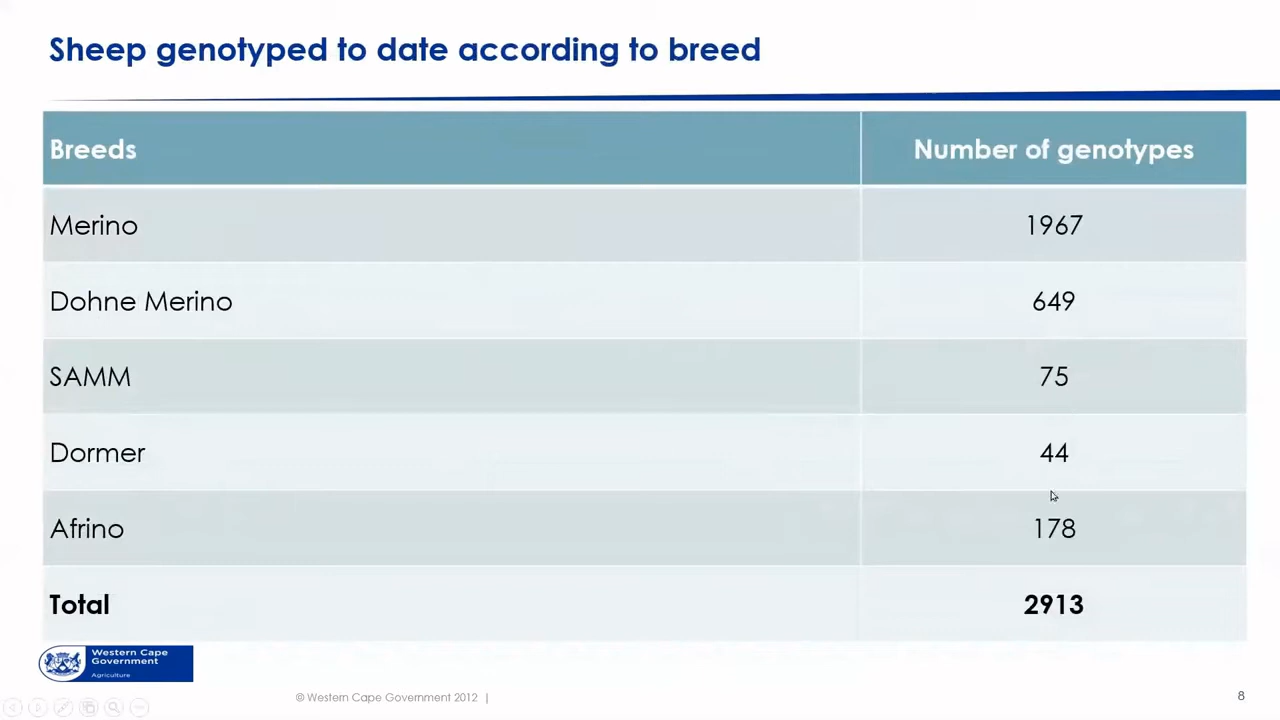 Sheep genotyped to date according to breed
Breeds Number of genotypes
Merino 1967
Dohne Merino 649
SAMM 75
Dormer 44
Afrino 178
Total 2913
Western Cape
Government
Agriculture
© Western Cape Government 2012 |
8